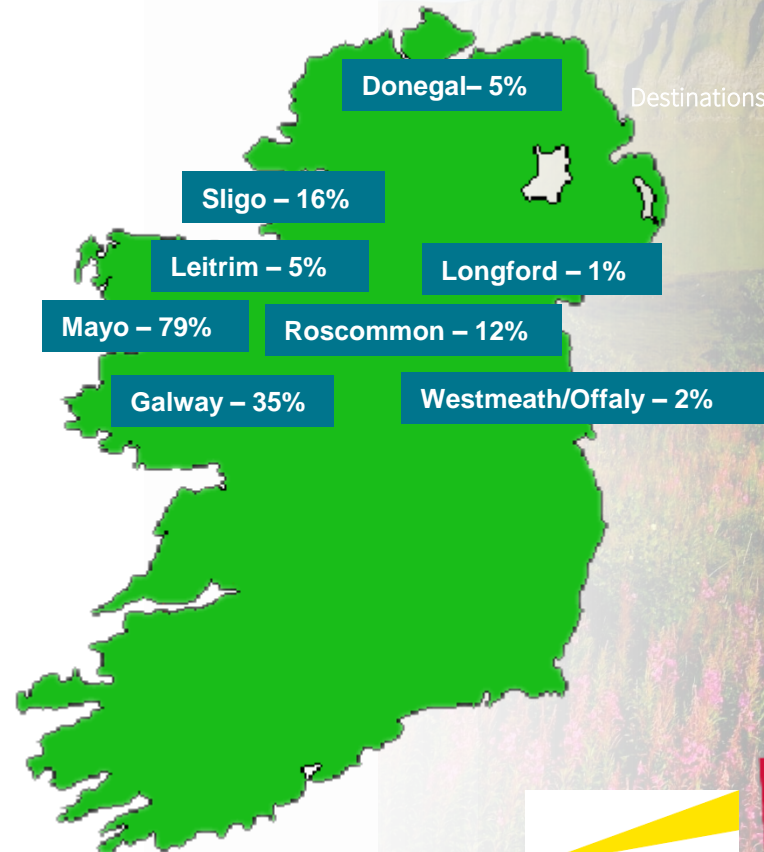 Donegal– 5%
Destinations
Sligo – 16%
Leitrim – 5%
Longford – 1%
Mayo – 79%
Roscommon – 12%
Galway – 35%
Westmeath/Offaly – 2%